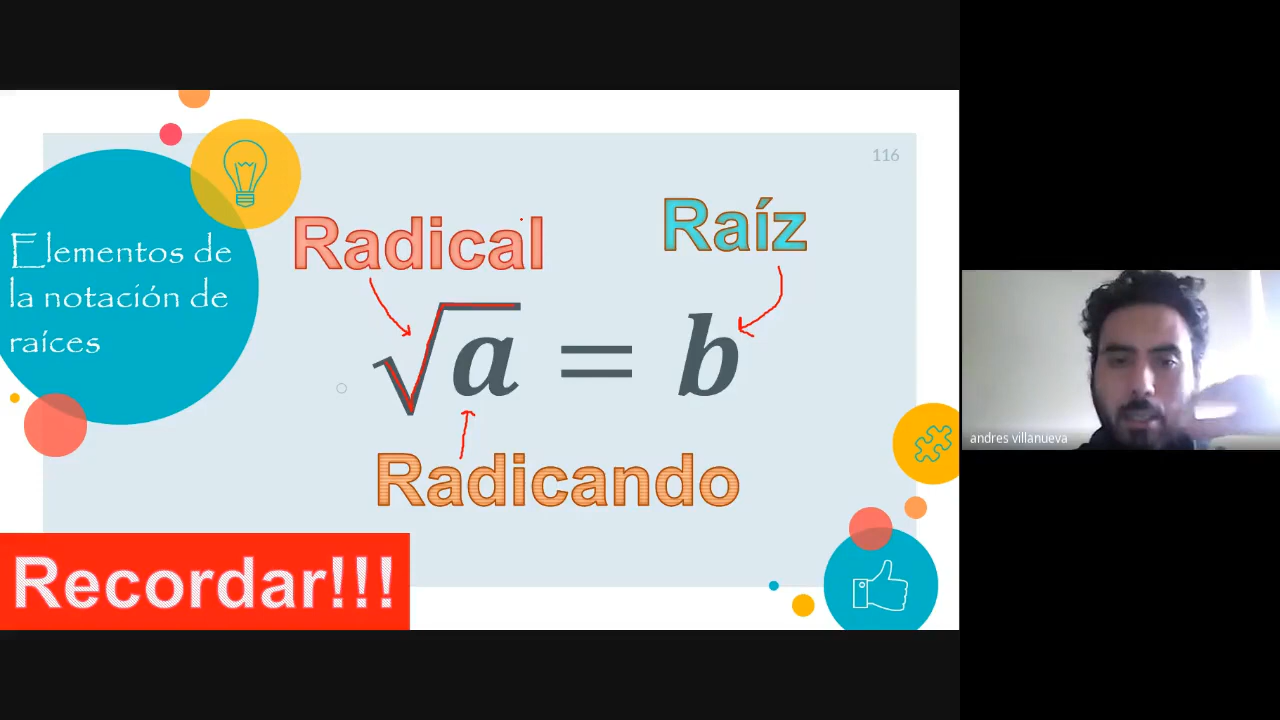 116
Elementos de
la notación de
raíces
Radical
Raíz
√a = b
Radicando
Recordar!!!
andres villanueva